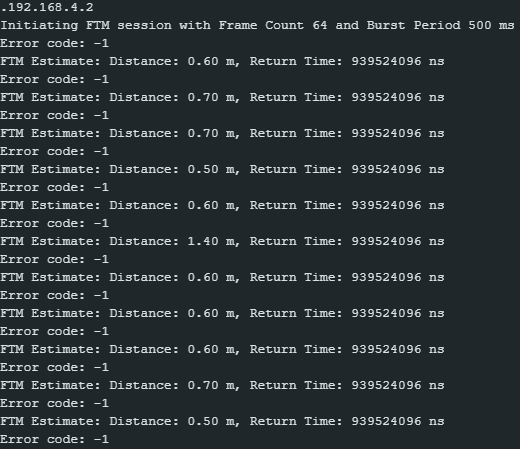 .192.168.4.2
Initiating FTM session with Frame Count 64 and Burst Period 500 ms
Error code: -1
FTM Estimate: Distance: 0.60 m, Return Time: 939524096 ns
Error code: -1
FTM Estimate: Distance: 0.70 m, Return Time: 939524096 ns
Error code: -1
FTM Estimate: Distance: 0.70 m, Return Time: 939524096 ns
Error code: -1
FTM Estimate: Distance: 0.50 m, Return Time: 939524096 ns
Error code: -1
FTM Estimate: Distance: 0.60 m, Return Time: 939524096 ns
Error code: -1
FTM Estimate: Distance: 1.40 m, Return Time: 939524096 ns
Error code: -1
FTM Estimate: Distance: 0.60 m, Return Time: 939524096 ns
Error code: -1
FTM Estimate: Distance: 0.60 m, Return Time: 939524096 ns
Error code: -1
FTM Estimate: Distance: 0.60 m, Return Time: 939524096 ns
Error code: -1
FTM Estimate: Distance: 0.70 m, Return Time: 939524096 ns
Error code: -1
FTM Estimate: Distance: 0.50 m, Return Time: 939524096 ns
Error code: -1